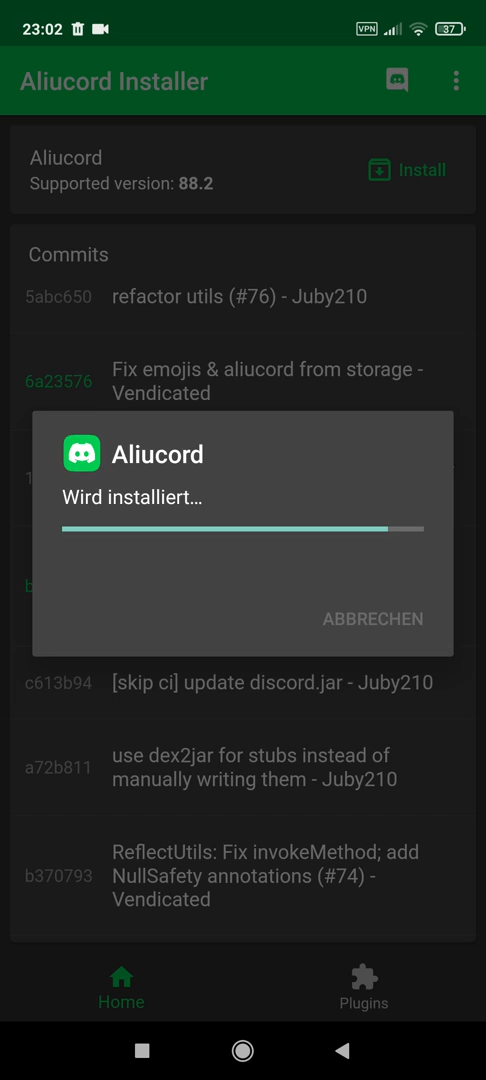 23:02
VPN
37
Aliucord Installer
Aliucord
Supported version: 88.2
Install
Commits
5abc650 refactor utils (#76) - Juby210
6a23576 Fix emojis & aliucord from storage -
Vendicated
Aliucord
Wird installiert…
ABBRECHEN
c613b94 [skip ci] update discord.jar - Juby210
a72b811 use dex2jar for stubs instead of
manually writing them - Juby210
b370793 ReflectUtils: Fix invokeMethod; add
NullSafety annotations (#74) -
Vendicated
Home
Plugins